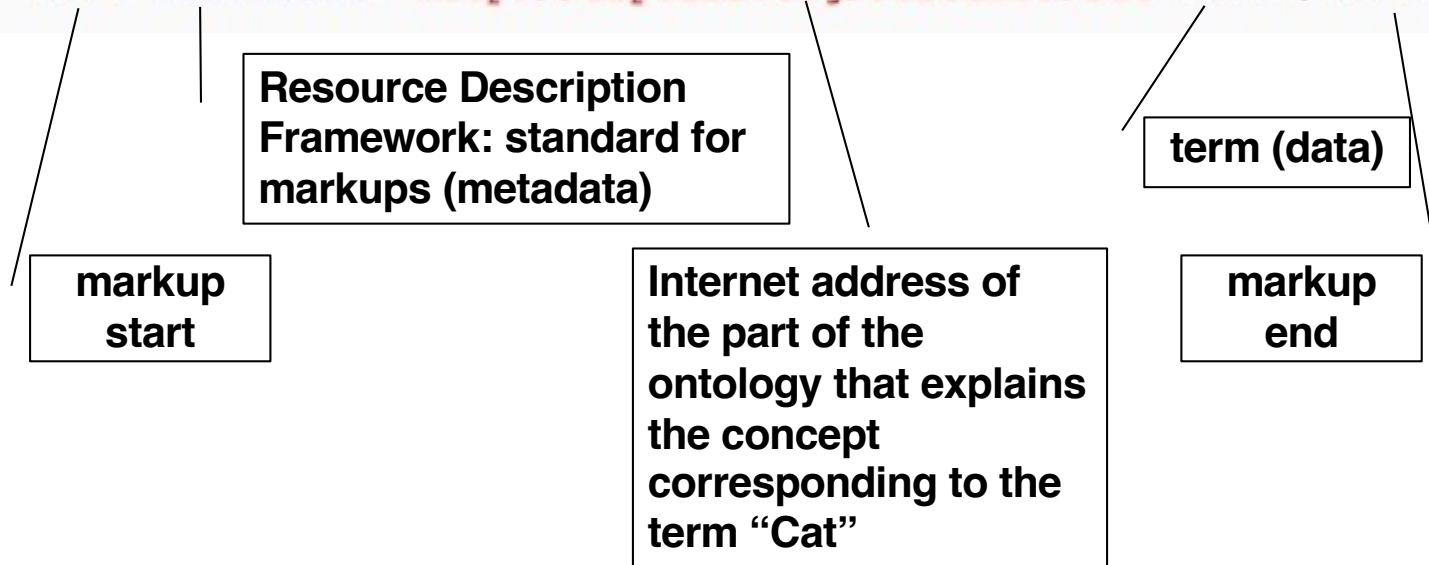 Resource Description
Framework: standard for
markups (metadata)
term (data)
markup
start
Internet address of
the part of the
ontology that explains
the concept
corresponding to the
term “Cat”
markup
end